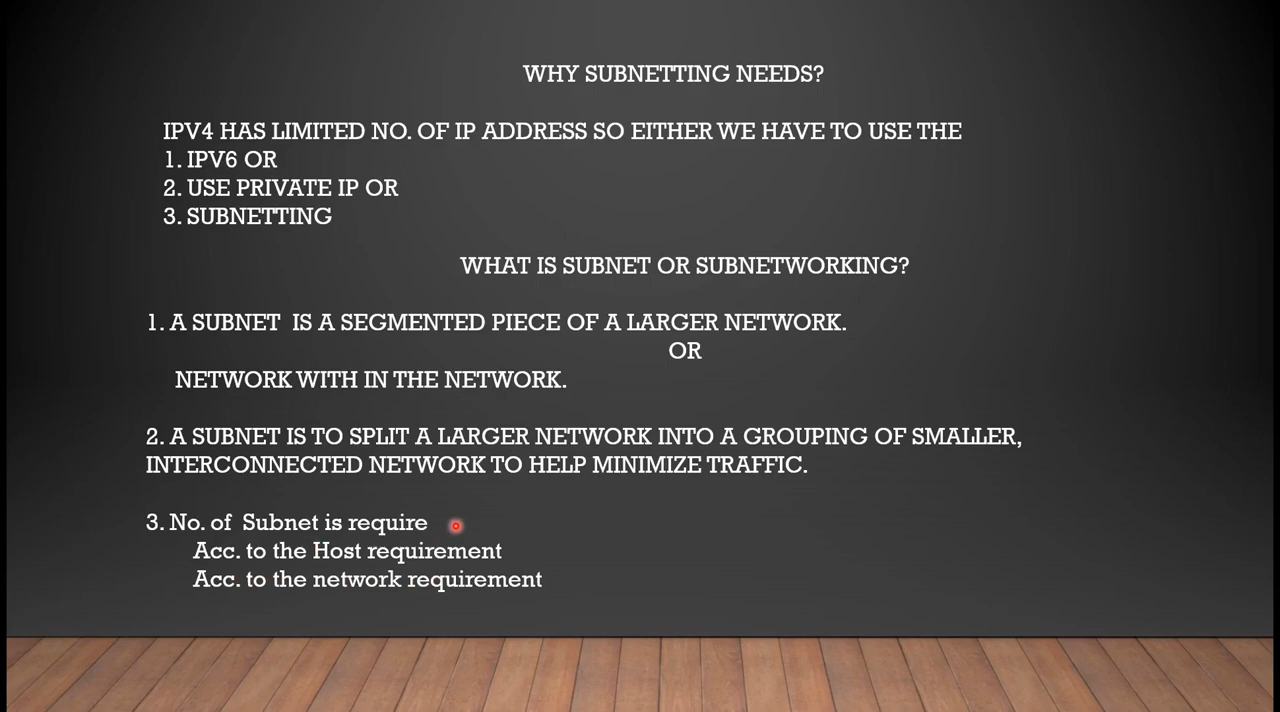 WHY SUBNETTING NEEDS?
IPV4 HAS LIMITED NO. OF IP ADDRESS SO EITHER WE HAVE TO USE THE
1. IPV6 OR
2. USE PRIVATE IP OR
3. SUBNETTING
WHAT IS SUBNET OR SUBNETWORKING?
1. A SUBNET IS A SEGMENTED PIECE OF A LARGER NETWORK.
OR
NETWORK WITH IN THE NETWORK.
2. A SUBNET IS TO SPLIT A LARGER NETWORK INTO A GROUPING OF SMALLER,
INTERCONNECTED NETWORK TO HELP MINIMIZE TRAFFIC.
3. No. of Subnet is require
Acc. to the Host requirement
Acc. to the network requirement